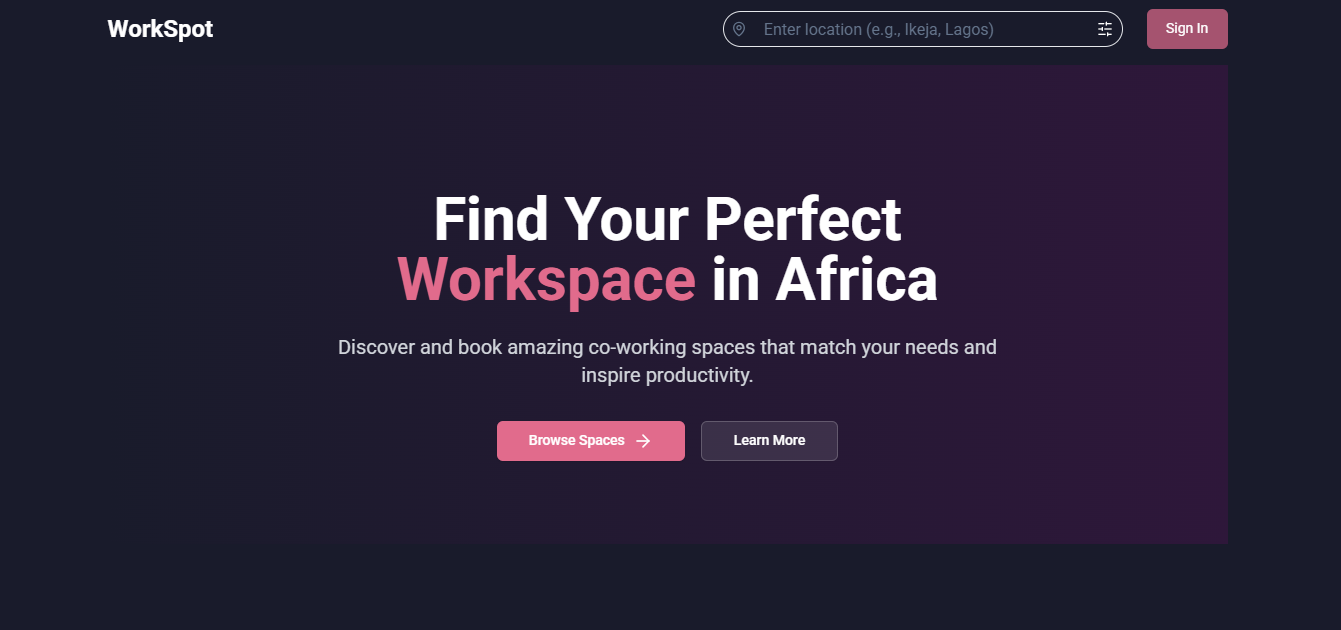 WorkSpot
Enter location (e.g., Ikeja, Lagos)
Sign In
Find Your Perfect
Workspace in Africa
Discover and book amazing co-working spaces that match your needs and
inspire productivity.
Browse Spaces
Learn More